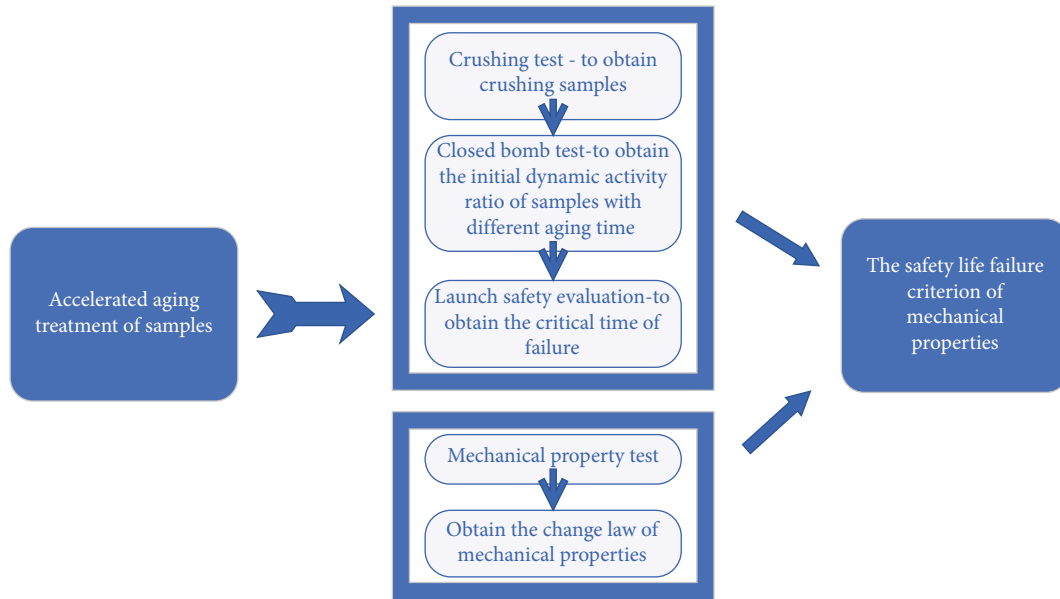 Accelerated aging
treatment of samples
Crushing test - to obtain
crushing samples
Closed bomb test-to obtain
the initial dynamic activity
ratio of samples with
different aging time
Launch safety evaluation-to
obtain the critical time of
failure
Mechanical property test
Obtain the change law of
mechanical properties
The safety life failure
criterion of
mechanical
properties